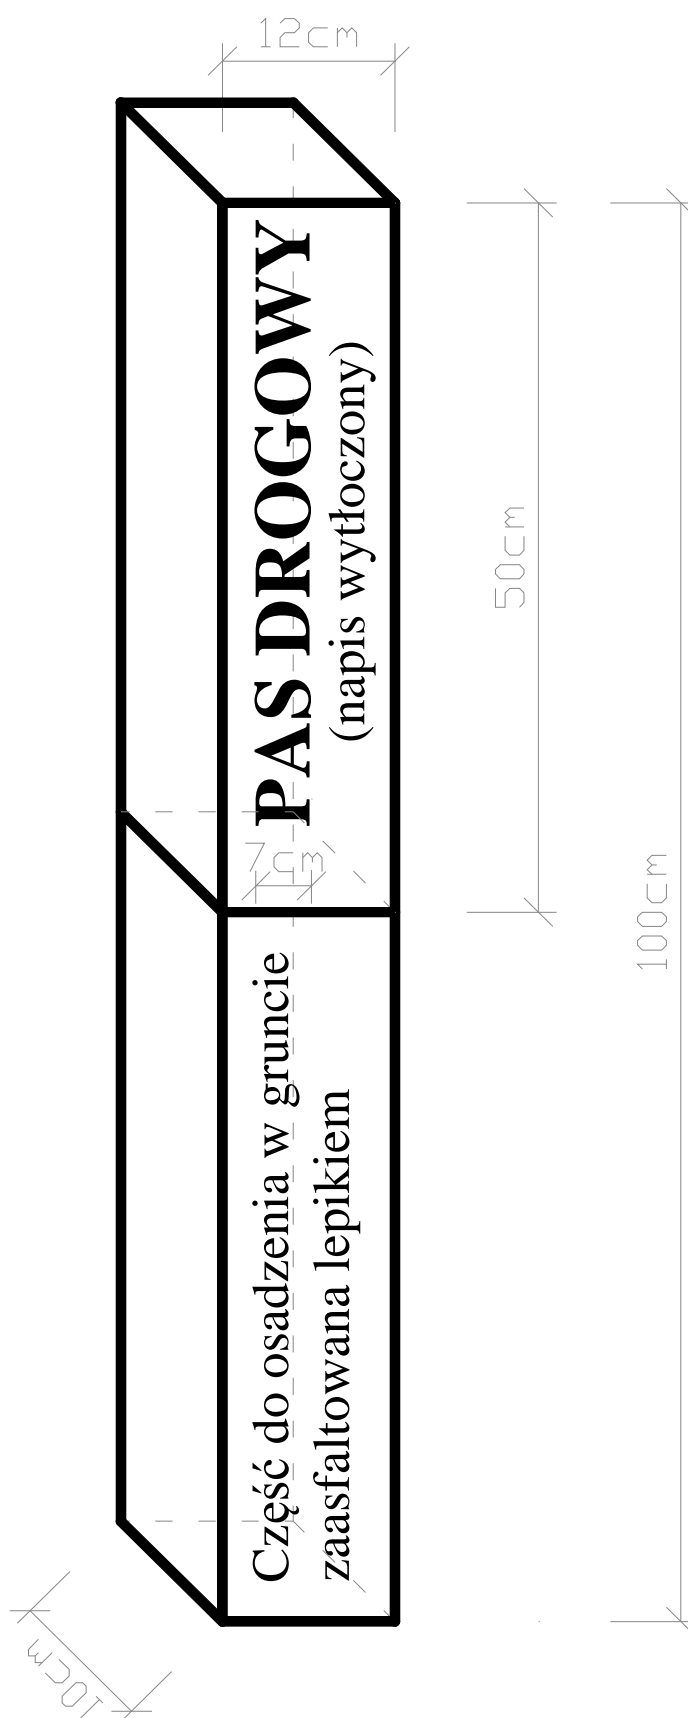 12cm
PAS DROGOWY
(napis wytłoczony)
50cm
100cm
7cm
Część do osadzenia w gruncie
zaasfaltowana lepikiem
10cm